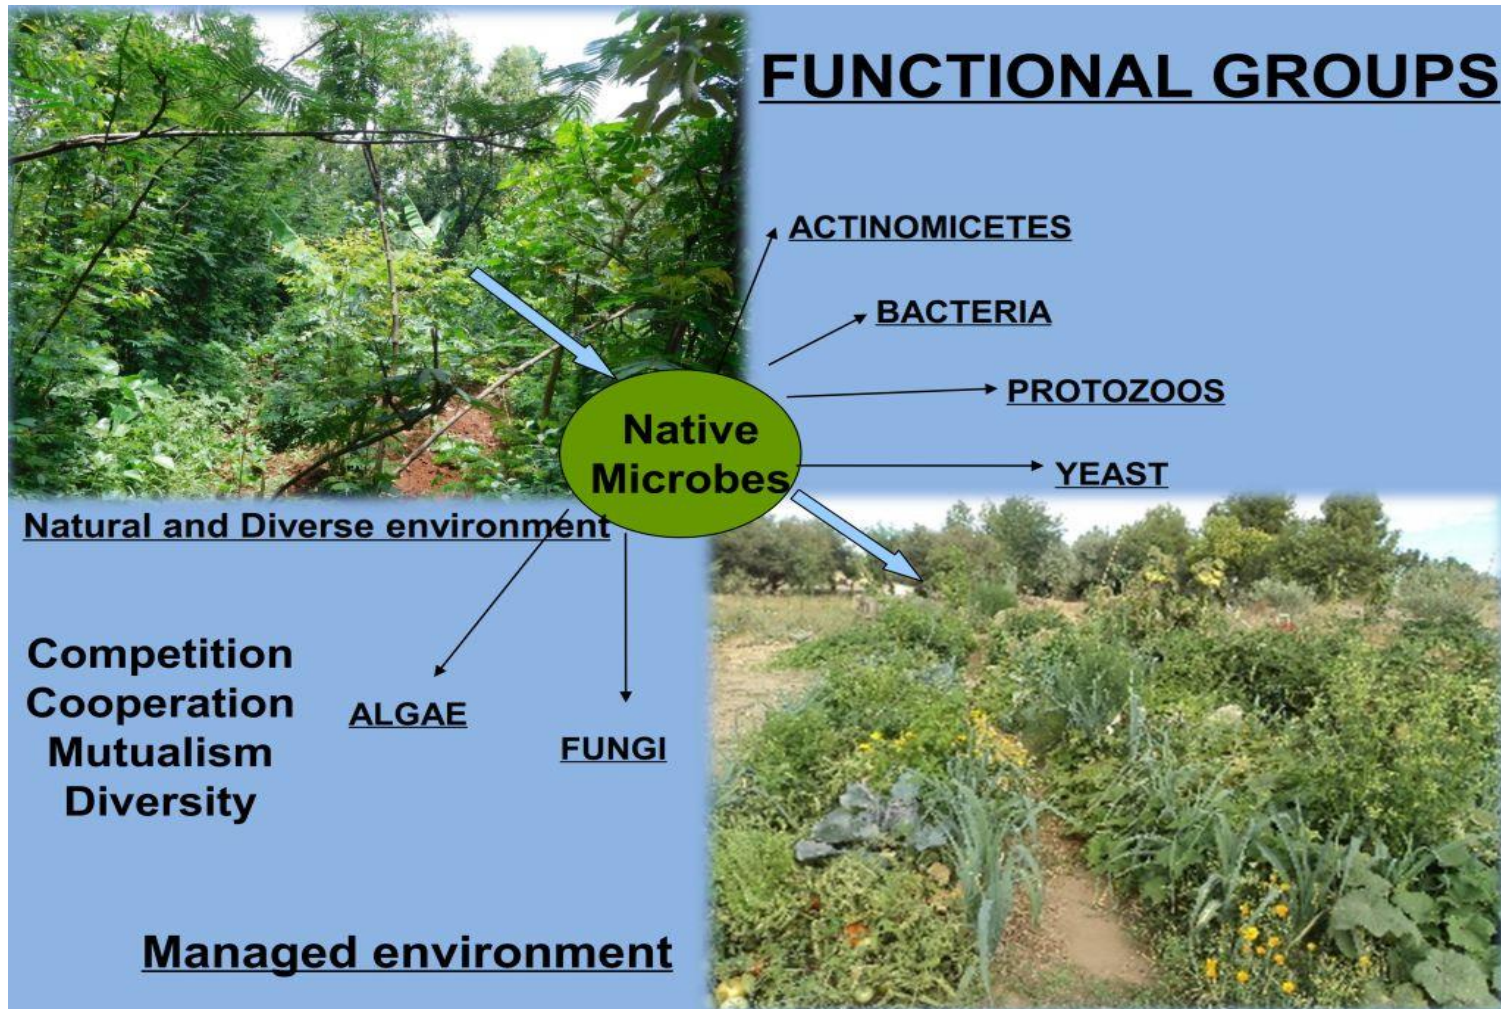 FUNCTIONAL GROUPS
ACTINOMICETES
BACTERIA
PROTOZOOS
Native
Microbes
YEAST
Natural and Diverse environment
Competition
Cooperation
Mutualism
Diversity
ALGAE
FUNGI
Managed environment